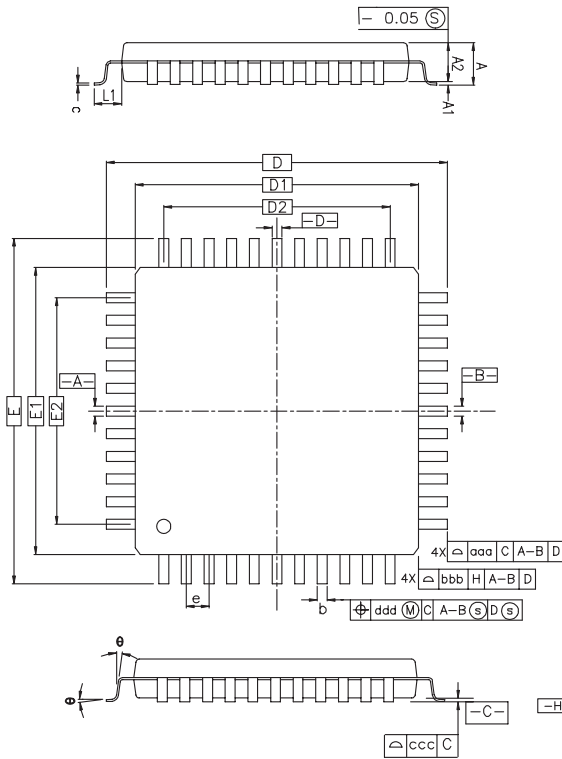 — 0.05 Ⓢ
A2
A
A1
c
L1
D
D1
D2
—D—
—A—
—B—
E
E1
E2
4X ⌓ aaa C A—B D
4X ⌓ bbb H A—B D
e
b
⌖ ddd Ⓜ C A—B Ⓢ D Ⓢ
θ
θ
—C—
—H
⌓ ccc C